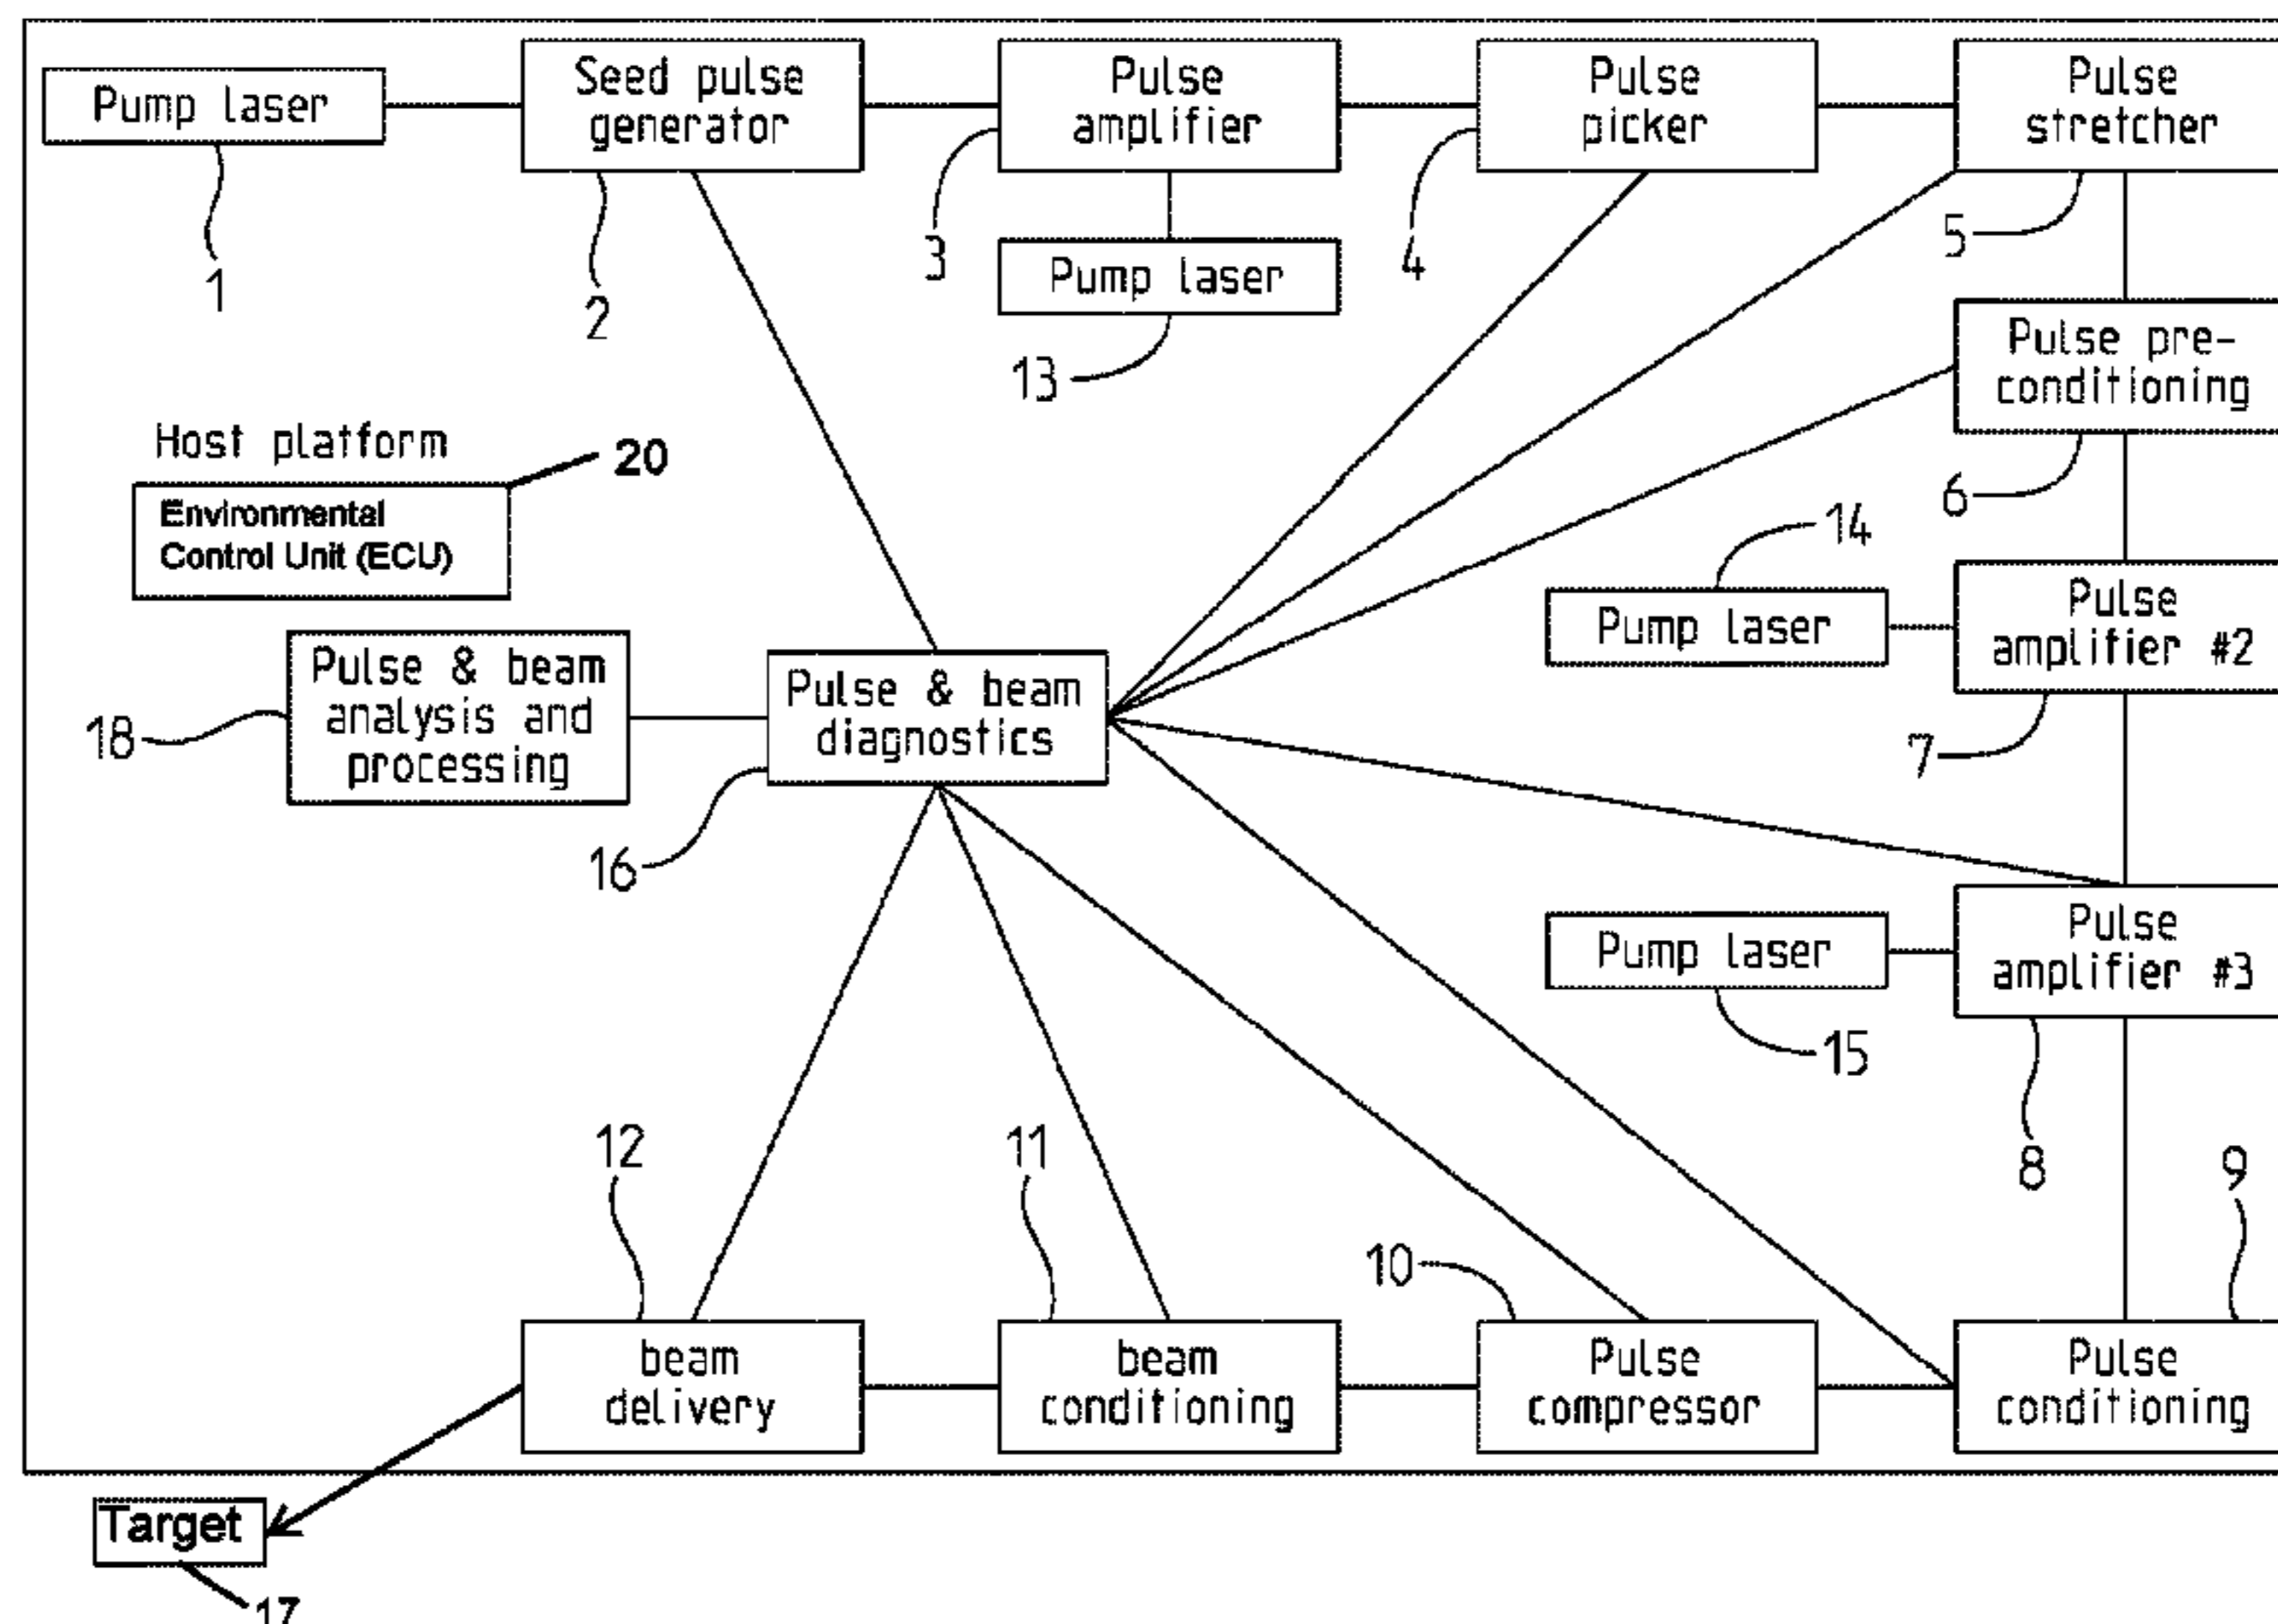 Pump laser
Seed pulse
generator
Pulse
amplifier
Pulse
picker
Pulse
stretcher
1
2
3
4
5
Pump laser
13
Pulse pre-
conditioning
6
Host platform
20
Environmental
Control Unit (ECU)
14
Pump laser
Pulse
amplifier #2
7
Pulse & beam
analysis and
processing
18
Pulse & beam
diagnostics
16
Pump laser
15
Pulse
amplifier #3
8
9
12
11
10
beam
delivery
beam
conditioning
Pulse
compressor
Pulse
conditioning
Target
17